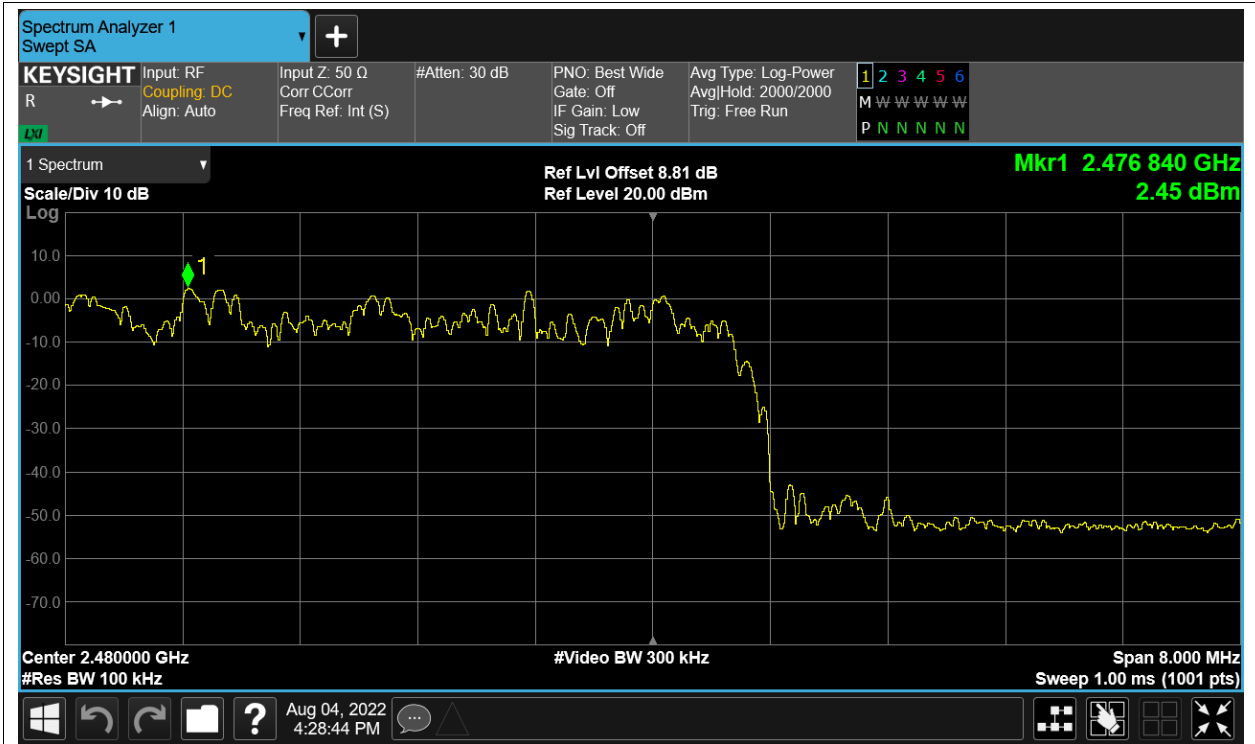 Spectrum Analyzer 1
Swept SA
KEYSIGHT
R
LXI
Input: RF
Coupling: DC
Align: Auto
Input Z: 50 Ω
Corr CCorr
Freq Ref: Int (S)
#Atten: 30 dB
PNO: Best Wide
Gate: Off
IF Gain: Low
Sig Track: Off
Avg Type: Log-Power
Avg|Hold: 2000/2000
Trig: Free Run
1 2 3 4 5 6
M W W W W W
P N N N N N
1 Spectrum
Scale/Div 10 dB
Log
Ref Lvl Offset 8.81 dB
Ref Level 20.00 dBm
Mkr1 2.476 840 GHz
2.45 dBm
1
10.0
0.00
-10.0
-20.0
-30.0
-40.0
-50.0
-60.0
-70.0
Center 2.480000 GHz
#Video BW 300 kHz
Span 8.000 MHz
#Res BW 100 kHz
Sweep 1.00 ms (1001 pts)
?
Aug 04, 2022
4:28:44 PM